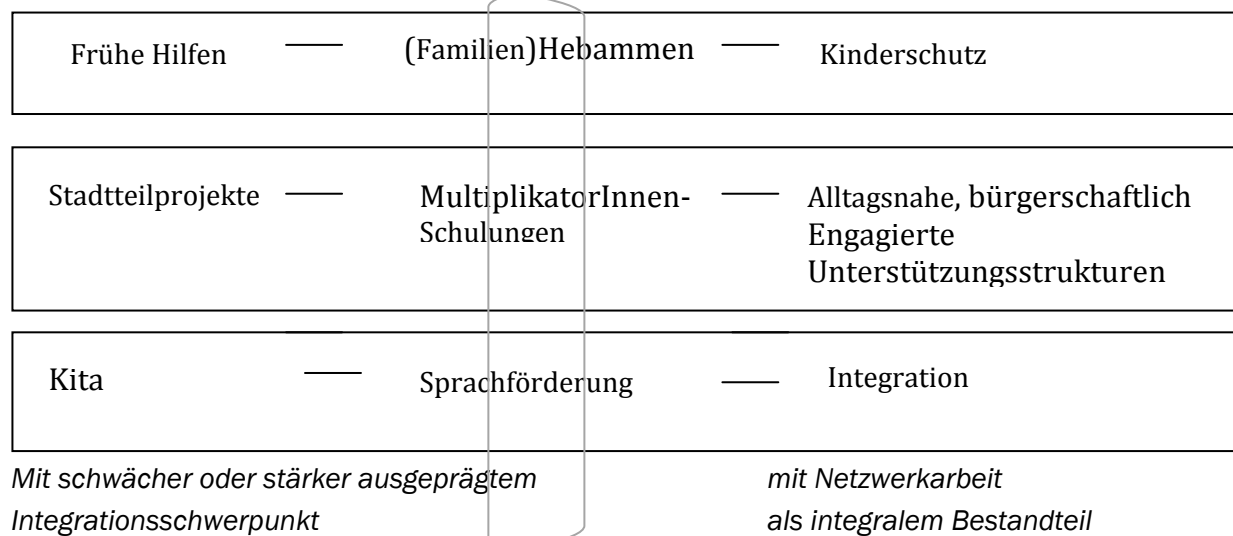 Frühe Hilfen — (Familien)Hebammen — Kinderschutz
Stadtteilprojekte — MultiplikatorInnen- — Alltagsnahe, bürgerschaftlich
Schulungen Engagierte
Unterstützungsstrukturen
Kita — Sprachförderung — Integration
Mit schwächer oder stärker ausgeprägtem mit Netzwerkarbeit
Integrationsschwerpunkt als integralem Bestandteil